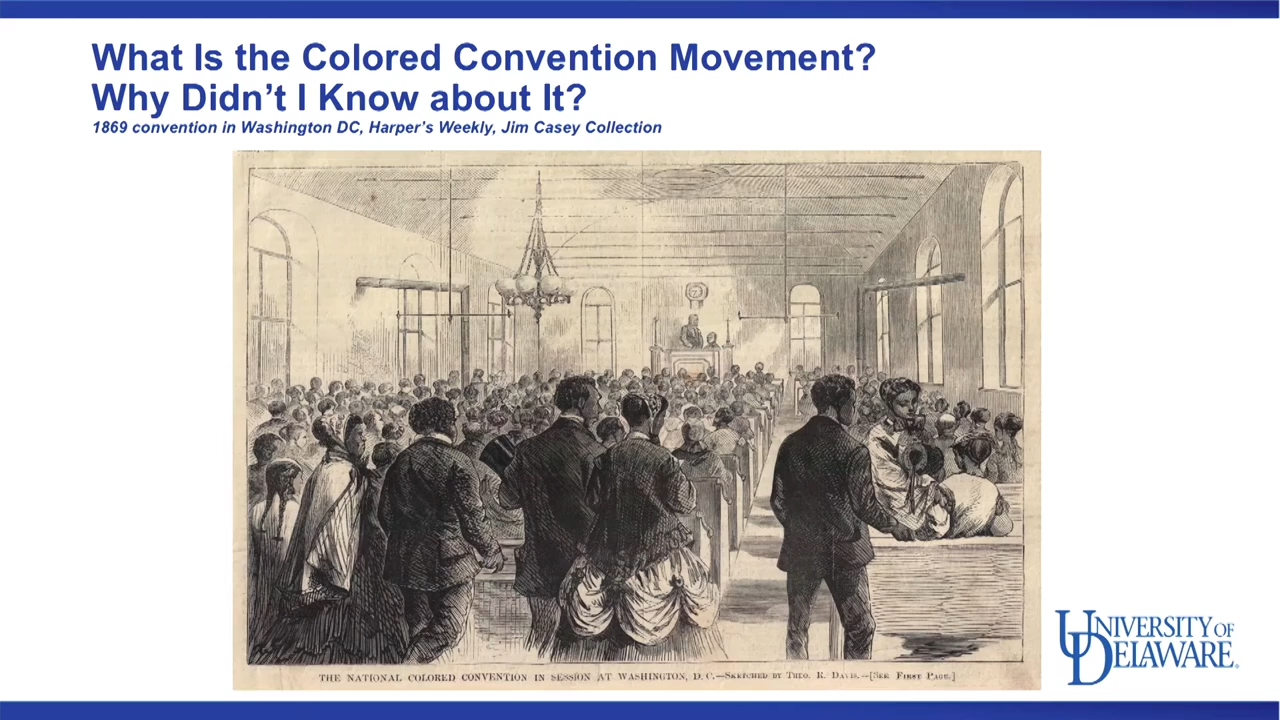 What Is the Colored Convention Movement?
Why Didn't I Know about It?
1869 convention in Washington DC, Harper's Weekly, Jim Casey Collection
THE NATIONAL COLORED CONVENTION IN SESSION AT WASHINGTON, D. C.—SKETCHED BY THEO. R. DAVIS.—[SEE FIRST PAGE.]
UNIVERSITY OF
DELAWARE